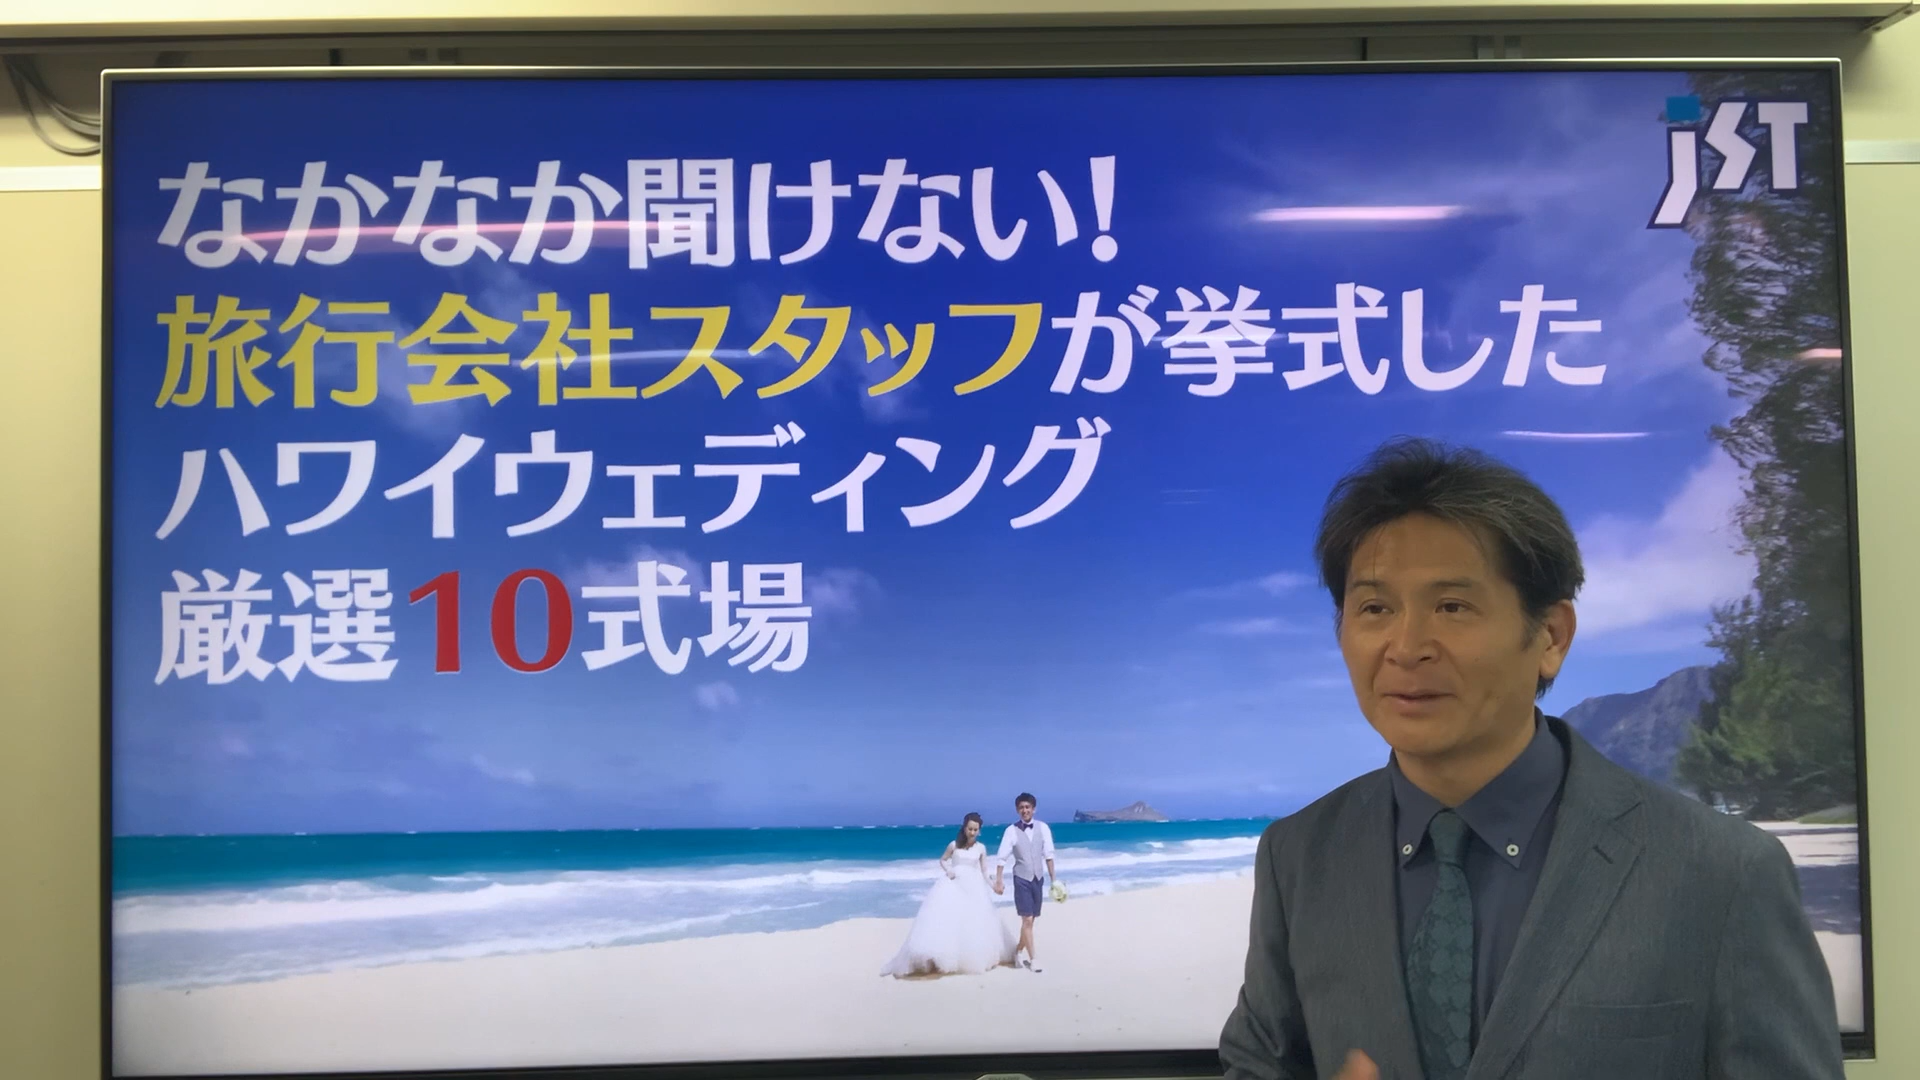 なかなか聞けない!
旅行会社スタッフが挙式した
ハワイウェディング
厳選10式場
jST